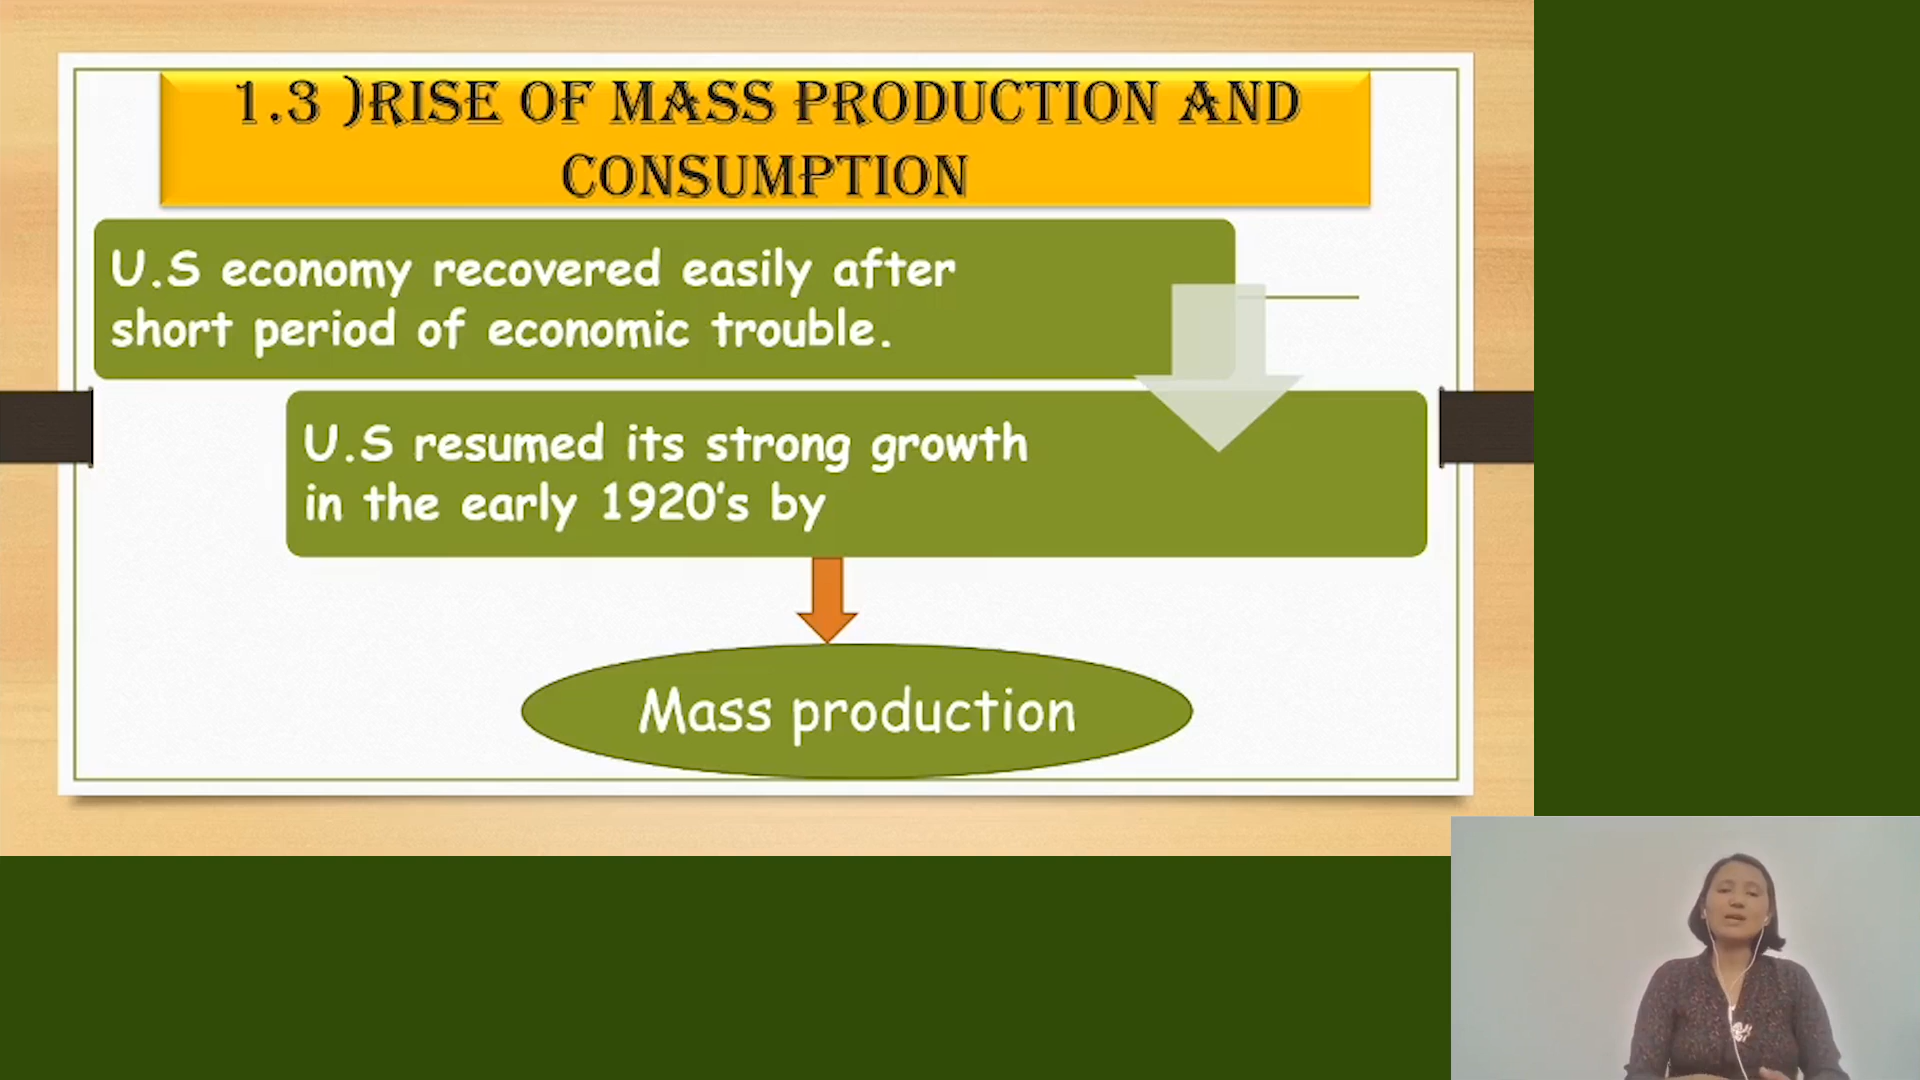 1.3 )RISE OF MASS PRODUCTION AND
CONSUMPTION
U.S economy recovered easily after
short period of economic trouble.
U.S resumed its strong growth
in the early 1920's by
Mass production